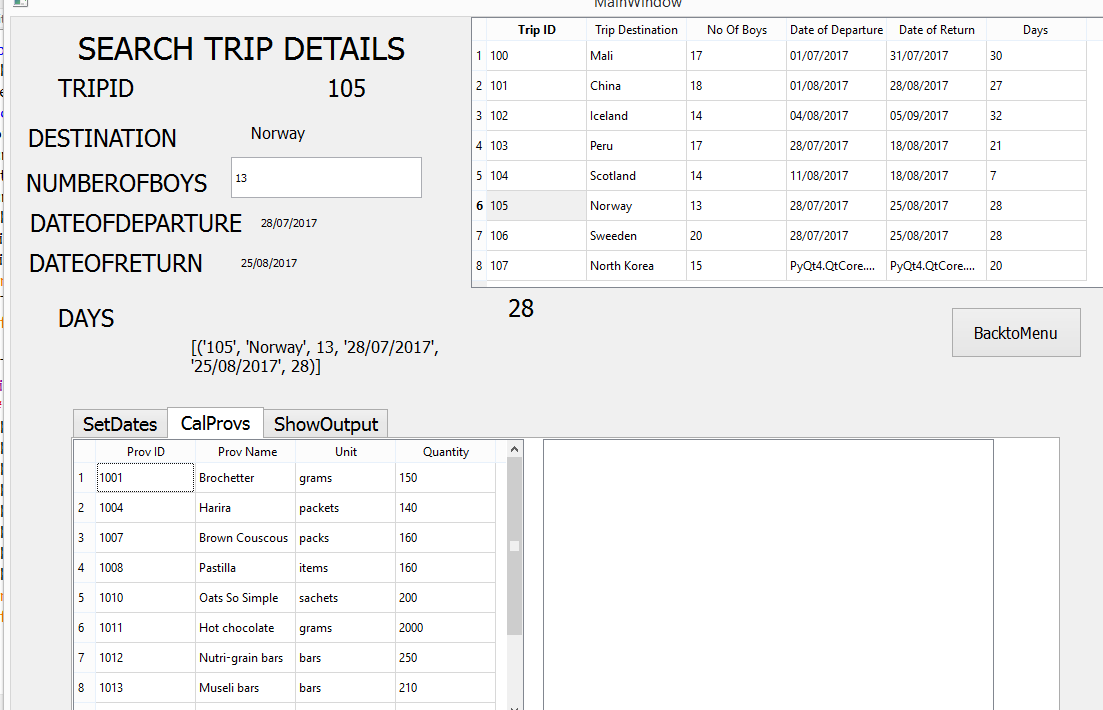 MainWindow
SEARCH TRIP DETAILS
TRIPID 105
DESTINATION Norway
NUMBEROFBOYS 13
DATEOFDEPARTURE 28/07/2017
DATEOFRETURN 25/08/2017
Trip ID Trip Destination No Of Boys Date of Departure Date of Return Days
1 100 Mali 17 01/07/2017 31/07/2017 30
2 101 China 18 01/08/2017 28/08/2017 27
3 102 Iceland 14 04/08/2017 05/09/2017 32
4 103 Peru 17 28/07/2017 18/08/2017 21
5 104 Scotland 14 11/08/2017 18/08/2017 7
6 105 Norway 13 28/07/2017 25/08/2017 28
7 106 Sweeden 20 28/07/2017 25/08/2017 28
8 107 North Korea 15 PyQt4.QtCore.... PyQt4.QtCore.... 20
DAYS 28
[('105', 'Norway', 13, '28/07/2017',
'25/08/2017', 28)]
BacktoMenu
SetDates CalProvs ShowOutput
Prov ID Prov Name Unit Quantity
1 1001 Brochetter grams 150
2 1004 Harira packets 140
3 1007 Brown Couscous packs 160
4 1008 Pastilla items 160
5 1010 Oats So Simple sachets 200
6 1011 Hot chocolate grams 2000
7 1012 Nutri-grain bars bars 250
8 1013 Museli bars bars 210